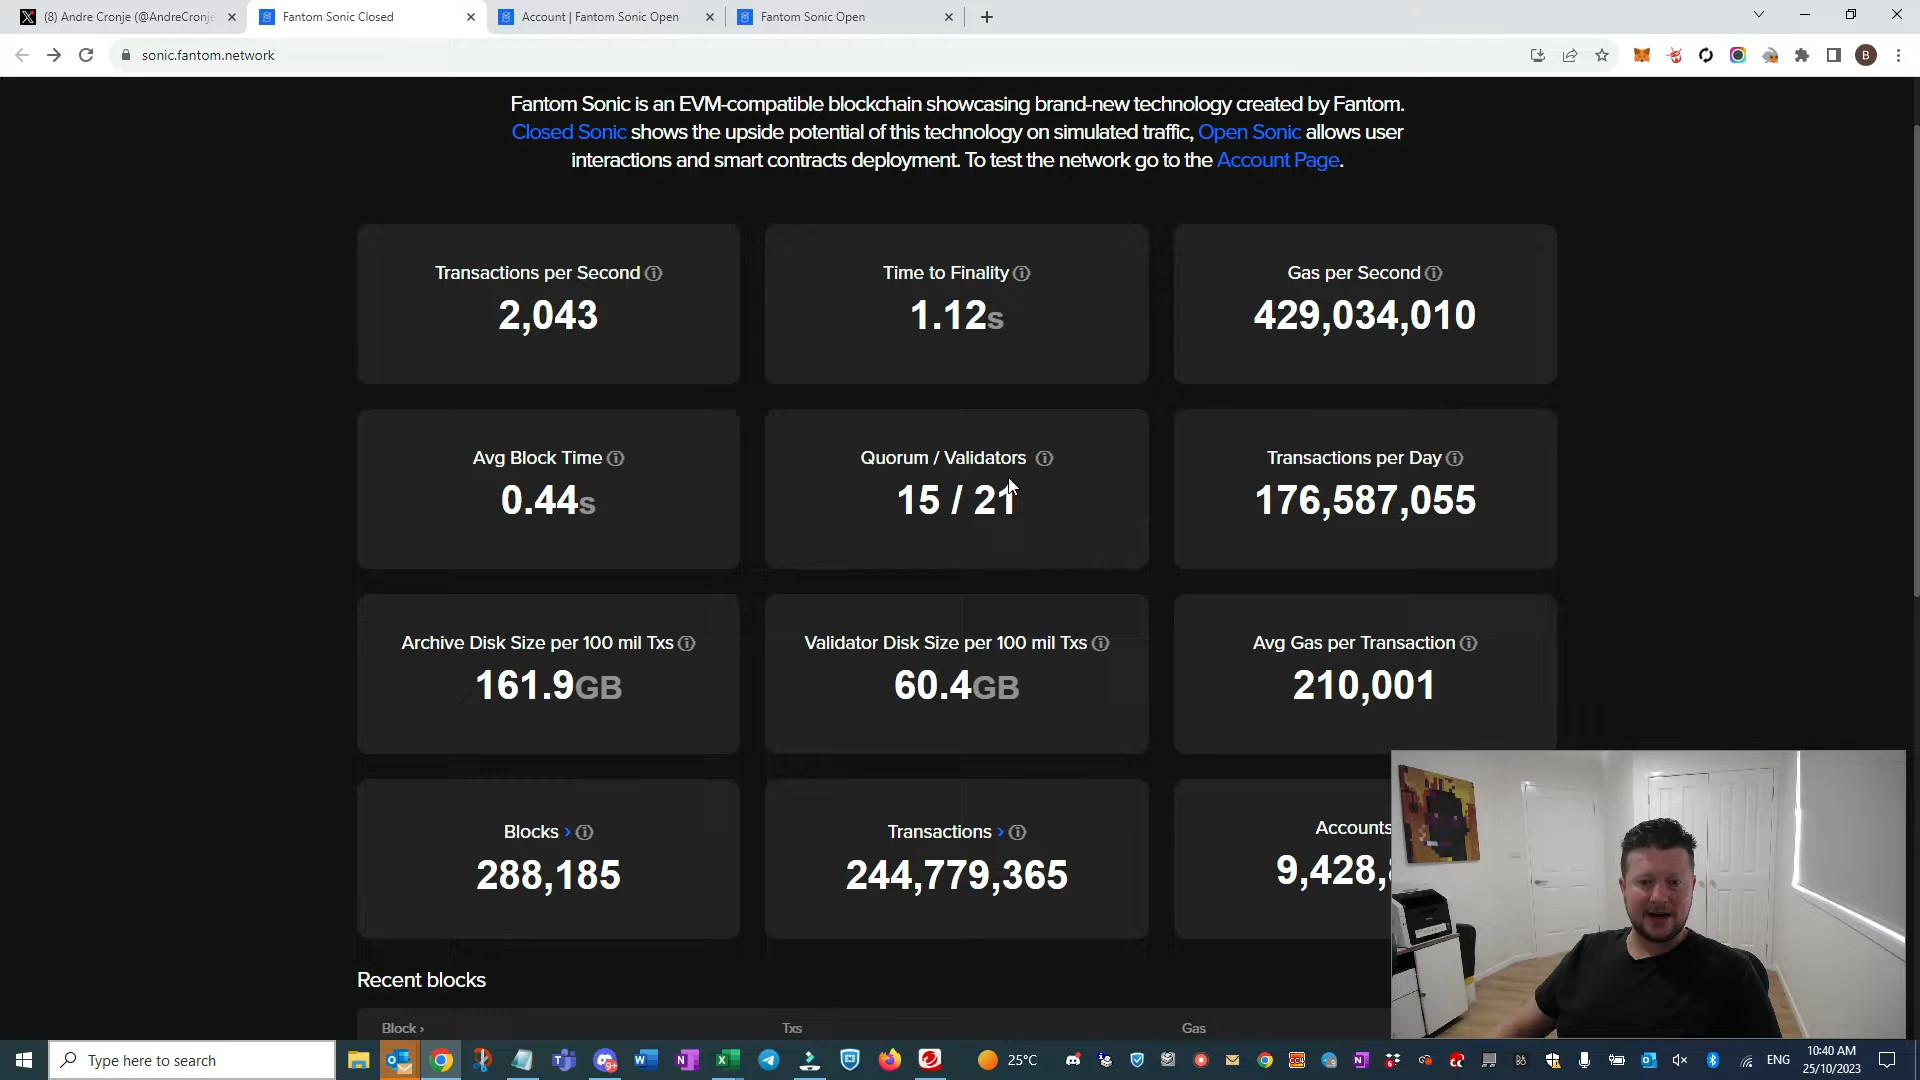 (8) Andre Cronje (@AndreCronje
Fantom Sonic Closed
Account | Fantom Sonic Open
Fantom Sonic Open
sonic.fantom.network
B
Fantom Sonic is an EVM-compatible blockchain showcasing brand-new technology created by Fantom.
Closed Sonic shows the upside potential of this technology on simulated traffic, Open Sonic allows user
interactions and smart contracts deployment. To test the network go to the Account Page.
Transactions per Second
2,043
Time to Finality
1.12s
Gas per Second
429,034,010
Avg Block Time
0.44s
Quorum / Validators
15 / 21
Transactions per Day
176,587,055
Archive Disk Size per 100 mil Txs
161.9GB
Validator Disk Size per 100 mil Txs
60.4GB
Avg Gas per Transaction
210,001
Blocks ›
288,185
Transactions ›
244,779,365
Accounts
9,428,
Recent blocks
Block ›
Txs
Gas
Type here to search
25°C
ENG
10:40 AM
25/10/2023